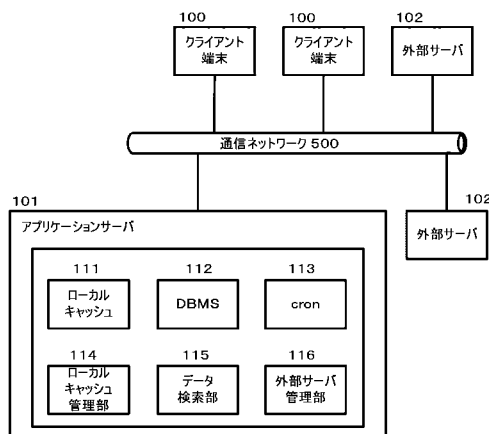 100
100
102
クライアント
端末
クライアント
端末
外部サーバ
通信ネットワーク 500
101
102
アプリケーションサーバ
外部サーバ
111
112
113
ローカル
キャッシュ
DBMS
cron
114
115
116
ローカル
キャッシュ
管理部
データ
検索部
外部サーバ
管理部